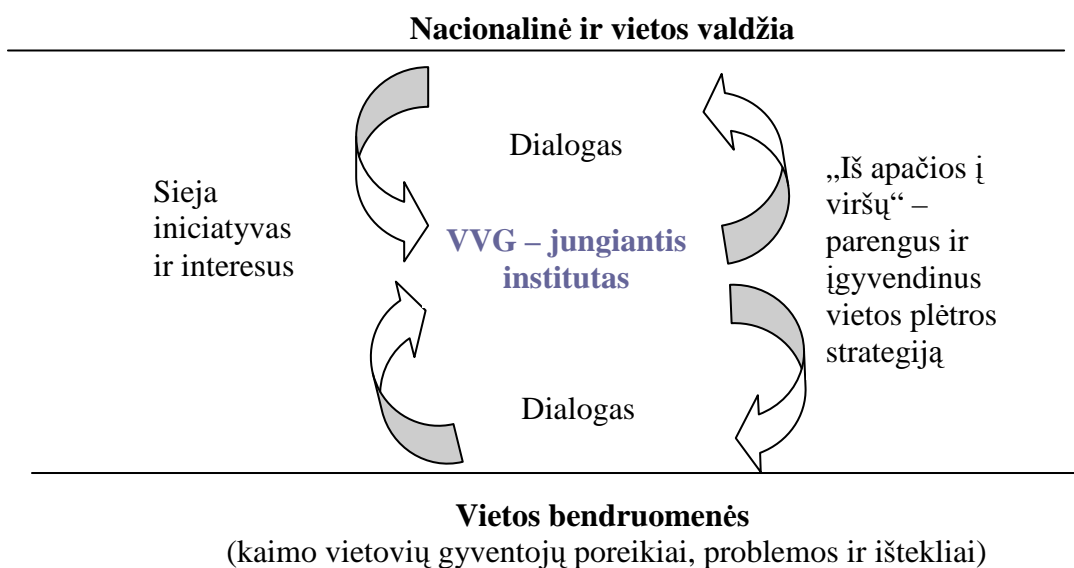 Nacionalinė ir vietos valdžia
Dialogas
Sieja
iniciatyvas
ir interesus
VVG – jungiantis
institutas
„Iš apačios į
viršų“ –
parengus ir
įgyvendinus
vietos plėtros
strategiją
Dialogas
Vietos bendruomenės
(kaimo vietovių gyventojų poreikiai, problemos ir ištekliai)